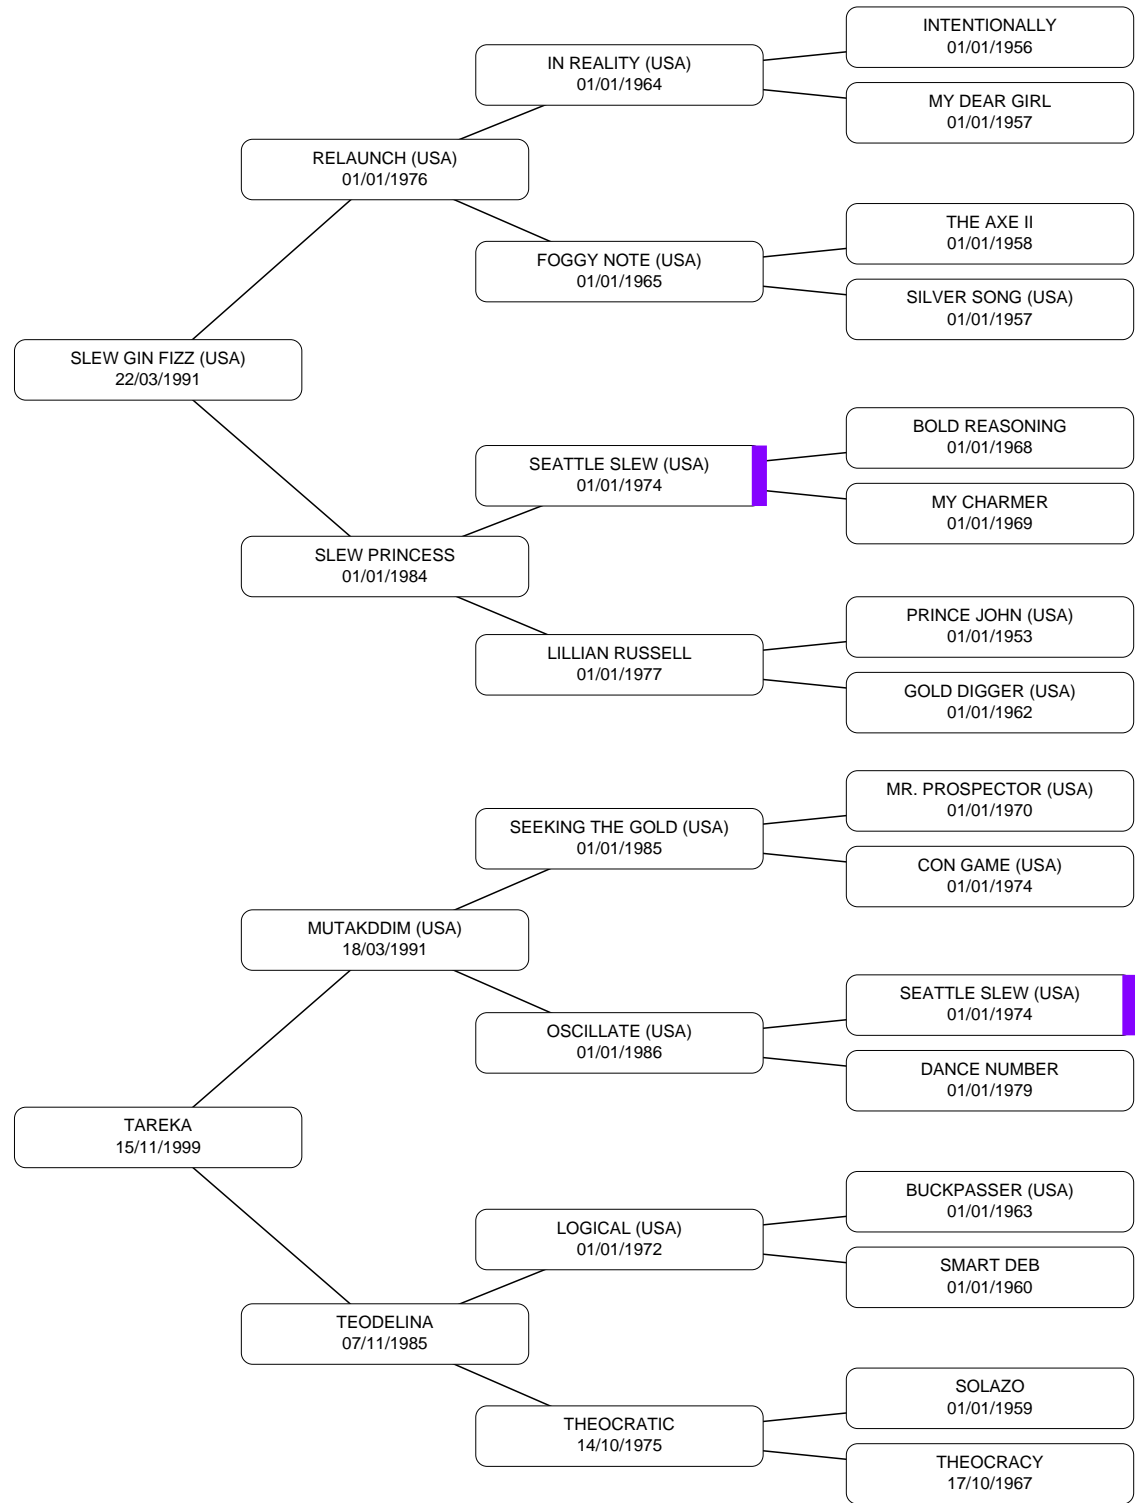 INTENTIONALLY
01/01/1956
IN REALITY (USA)
01/01/1964
MY DEAR GIRL
01/01/1957
RELAUNCH (USA)
01/01/1976
THE AXE II
01/01/1958
FOGGY NOTE (USA)
01/01/1965
SILVER SONG (USA)
01/01/1957
SLEW GIN FIZZ (USA)
22/03/1991
BOLD REASONING
01/01/1968
SEATTLE SLEW (USA)
01/01/1974
MY CHARMER
01/01/1969
SLEW PRINCESS
01/01/1984
PRINCE JOHN (USA)
01/01/1953
LILLIAN RUSSELL
01/01/1977
GOLD DIGGER (USA)
01/01/1962
MR. PROSPECTOR (USA)
01/01/1970
SEEKING THE GOLD (USA)
01/01/1985
CON GAME (USA)
01/01/1974
MUTAKDDIM (USA)
18/03/1991
SEATTLE SLEW (USA)
01/01/1974
OSCILLATE (USA)
01/01/1986
DANCE NUMBER
01/01/1979
TAREKA
15/11/1999
BUCKPASSER (USA)
01/01/1963
LOGICAL (USA)
01/01/1972
SMART DEB
01/01/1960
TEODELINA
07/11/1985
SOLAZO
01/01/1959
THEOCRATIC
14/10/1975
THEOCRACY
17/10/1967